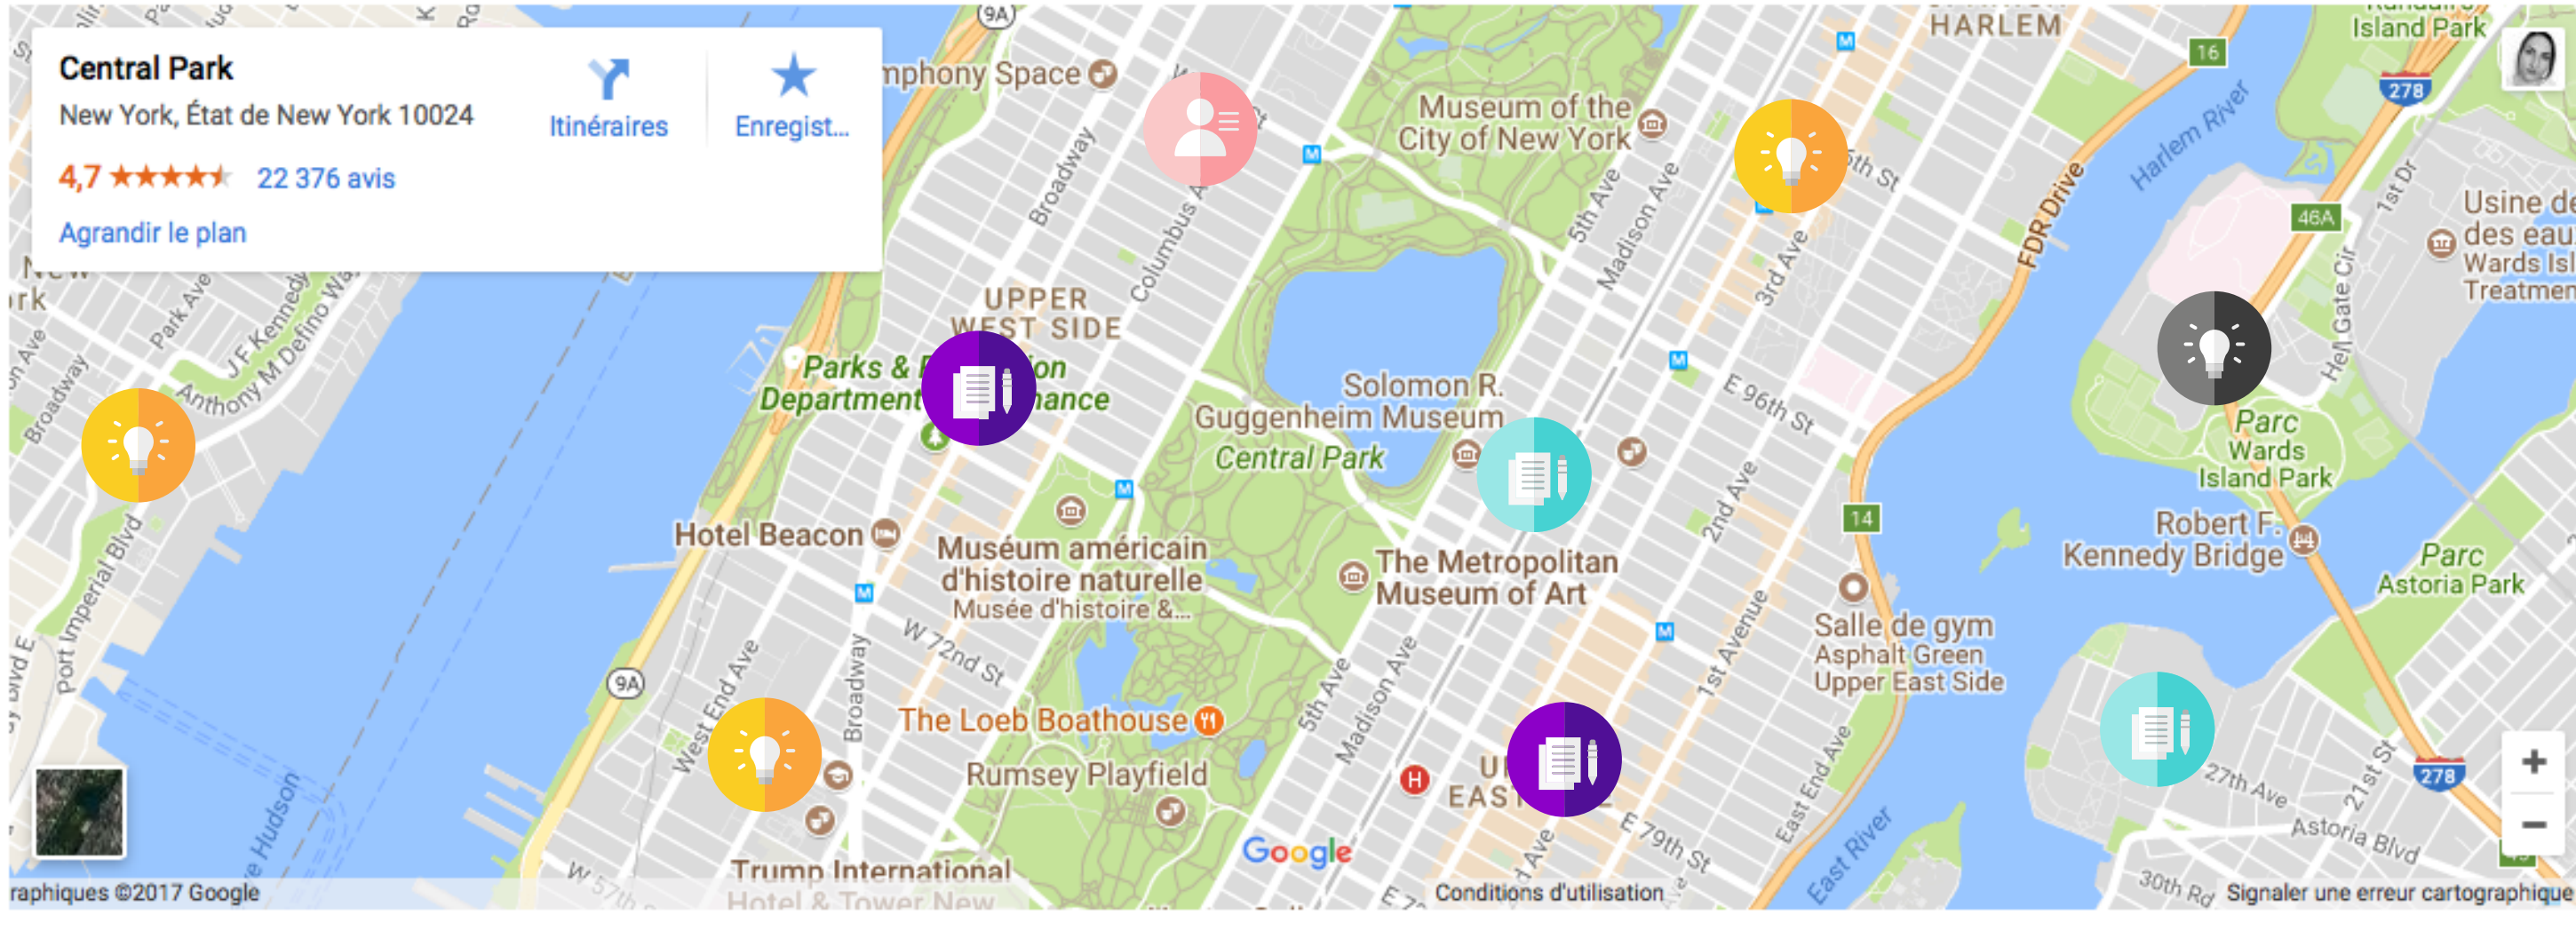 Central Park
New York, État de New York 10024
4,7
22 376 avis
Agrandir le plan
Itinéraires
Enregist...
9A
mphony Space
Broadway
Columbus
Museum of the
City of New York
HARLEM
16
Island Park
278
Harlem River
5th Ave
Madison Ave
3rd Ave
FDR Drive
46A
1st Dr
Usine de
des eau
Wards Isl
Treatmen
Hell Gate Cir
Park Ave
J F Kennedy
Anthony M Defino Wa
Broadway
UPPER
WEST SIDE
Parks &
Department
Solomon R.
Guggenheim Museum
Central Park
E 96th St
2nd Ave
Parc
Wards
Island Park
14
Robert F.
Kennedy Bridge
Parc
Astoria Park
Hotel Beacon
Muséum américain
d'histoire naturelle
Musée d'histoire &...
The Metropolitan
Museum of Art
Port Imperial Blvd
W 72nd St
9A
West End Ave
Broadway
The Loeb Boathouse
Rumsey Playfield
5th Ave
Madison Ave
1st Avenue
Salle de gym
Asphalt Green
Upper East Side
H
E 79th St
East End Ave
East River
27th Ave
21st St
278
Astoria Blvd
30th Rd
Hudson
W 57th
Trump International
Hotel & Tower New
Google
raphiques ©2017 Google
Conditions d'utilisation
Signaler une erreur cartographique